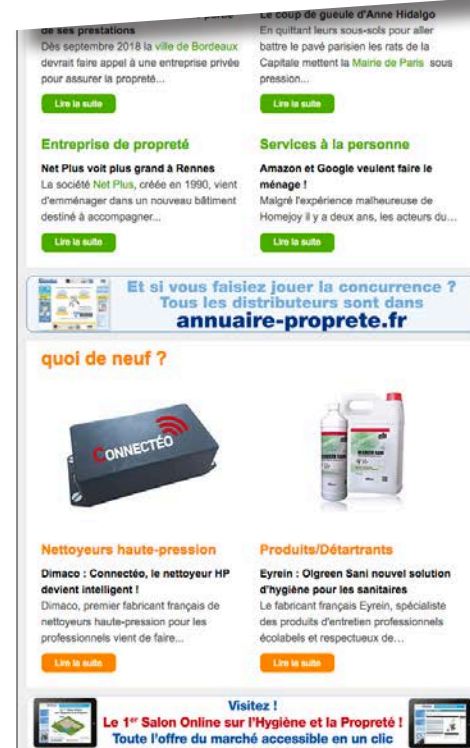 de ses prestations
Dès septembre 2018 la ville de Bordeaux
devrait faire appel à une entreprise privée
pour assurer la propreté...
Lire la suite
Le coup de gueule d'Anne Hidalgo
En quittant leurs sous-sols pour aller
battre le pavé parisien les rats de la
Capitale mettent la Mairie de Paris sous
pression...
Lire la suite
Entreprise de propreté
Net Plus voit plus grand à Rennes
La société Net Plus, créée en 1990, vient
d'emménager dans un nouveau bâtiment
destiné à accompagner...
Lire la suite
Services à la personne
Amazon et Google veulent faire le
ménage !
Malgré l'expérience malheureuse de
Homejoy il y a deux ans, les acteurs du...
Lire la suite
Et si vous faisiez jouer la concurrence ?
Tous les distributeurs sont dans
annuaire-proprete.fr
quoi de neuf ?
CONNECTÉO
OLGREEN SANI
Nettoyeurs haute-pression
Dimaco : Connectéo, le nettoyeur HP
devient intelligent !
Dimaco, premier fabricant français de
nettoyeurs haute-pression pour les
professionnels vient de faire...
Lire la suite
Produits/Détartrants
Eyrein : Olgreen Sani nouvel solution
d'hygiène pour les sanitaires
Le fabricant français Eyrein, spécialiste
des produits d'entretien professionnels
écolabels et respectueux de...
Lire la suite
Visitez !
Le 1er Salon Online sur l'Hygiène et la Propreté !
Toute l'offre du marché accessible en un clic